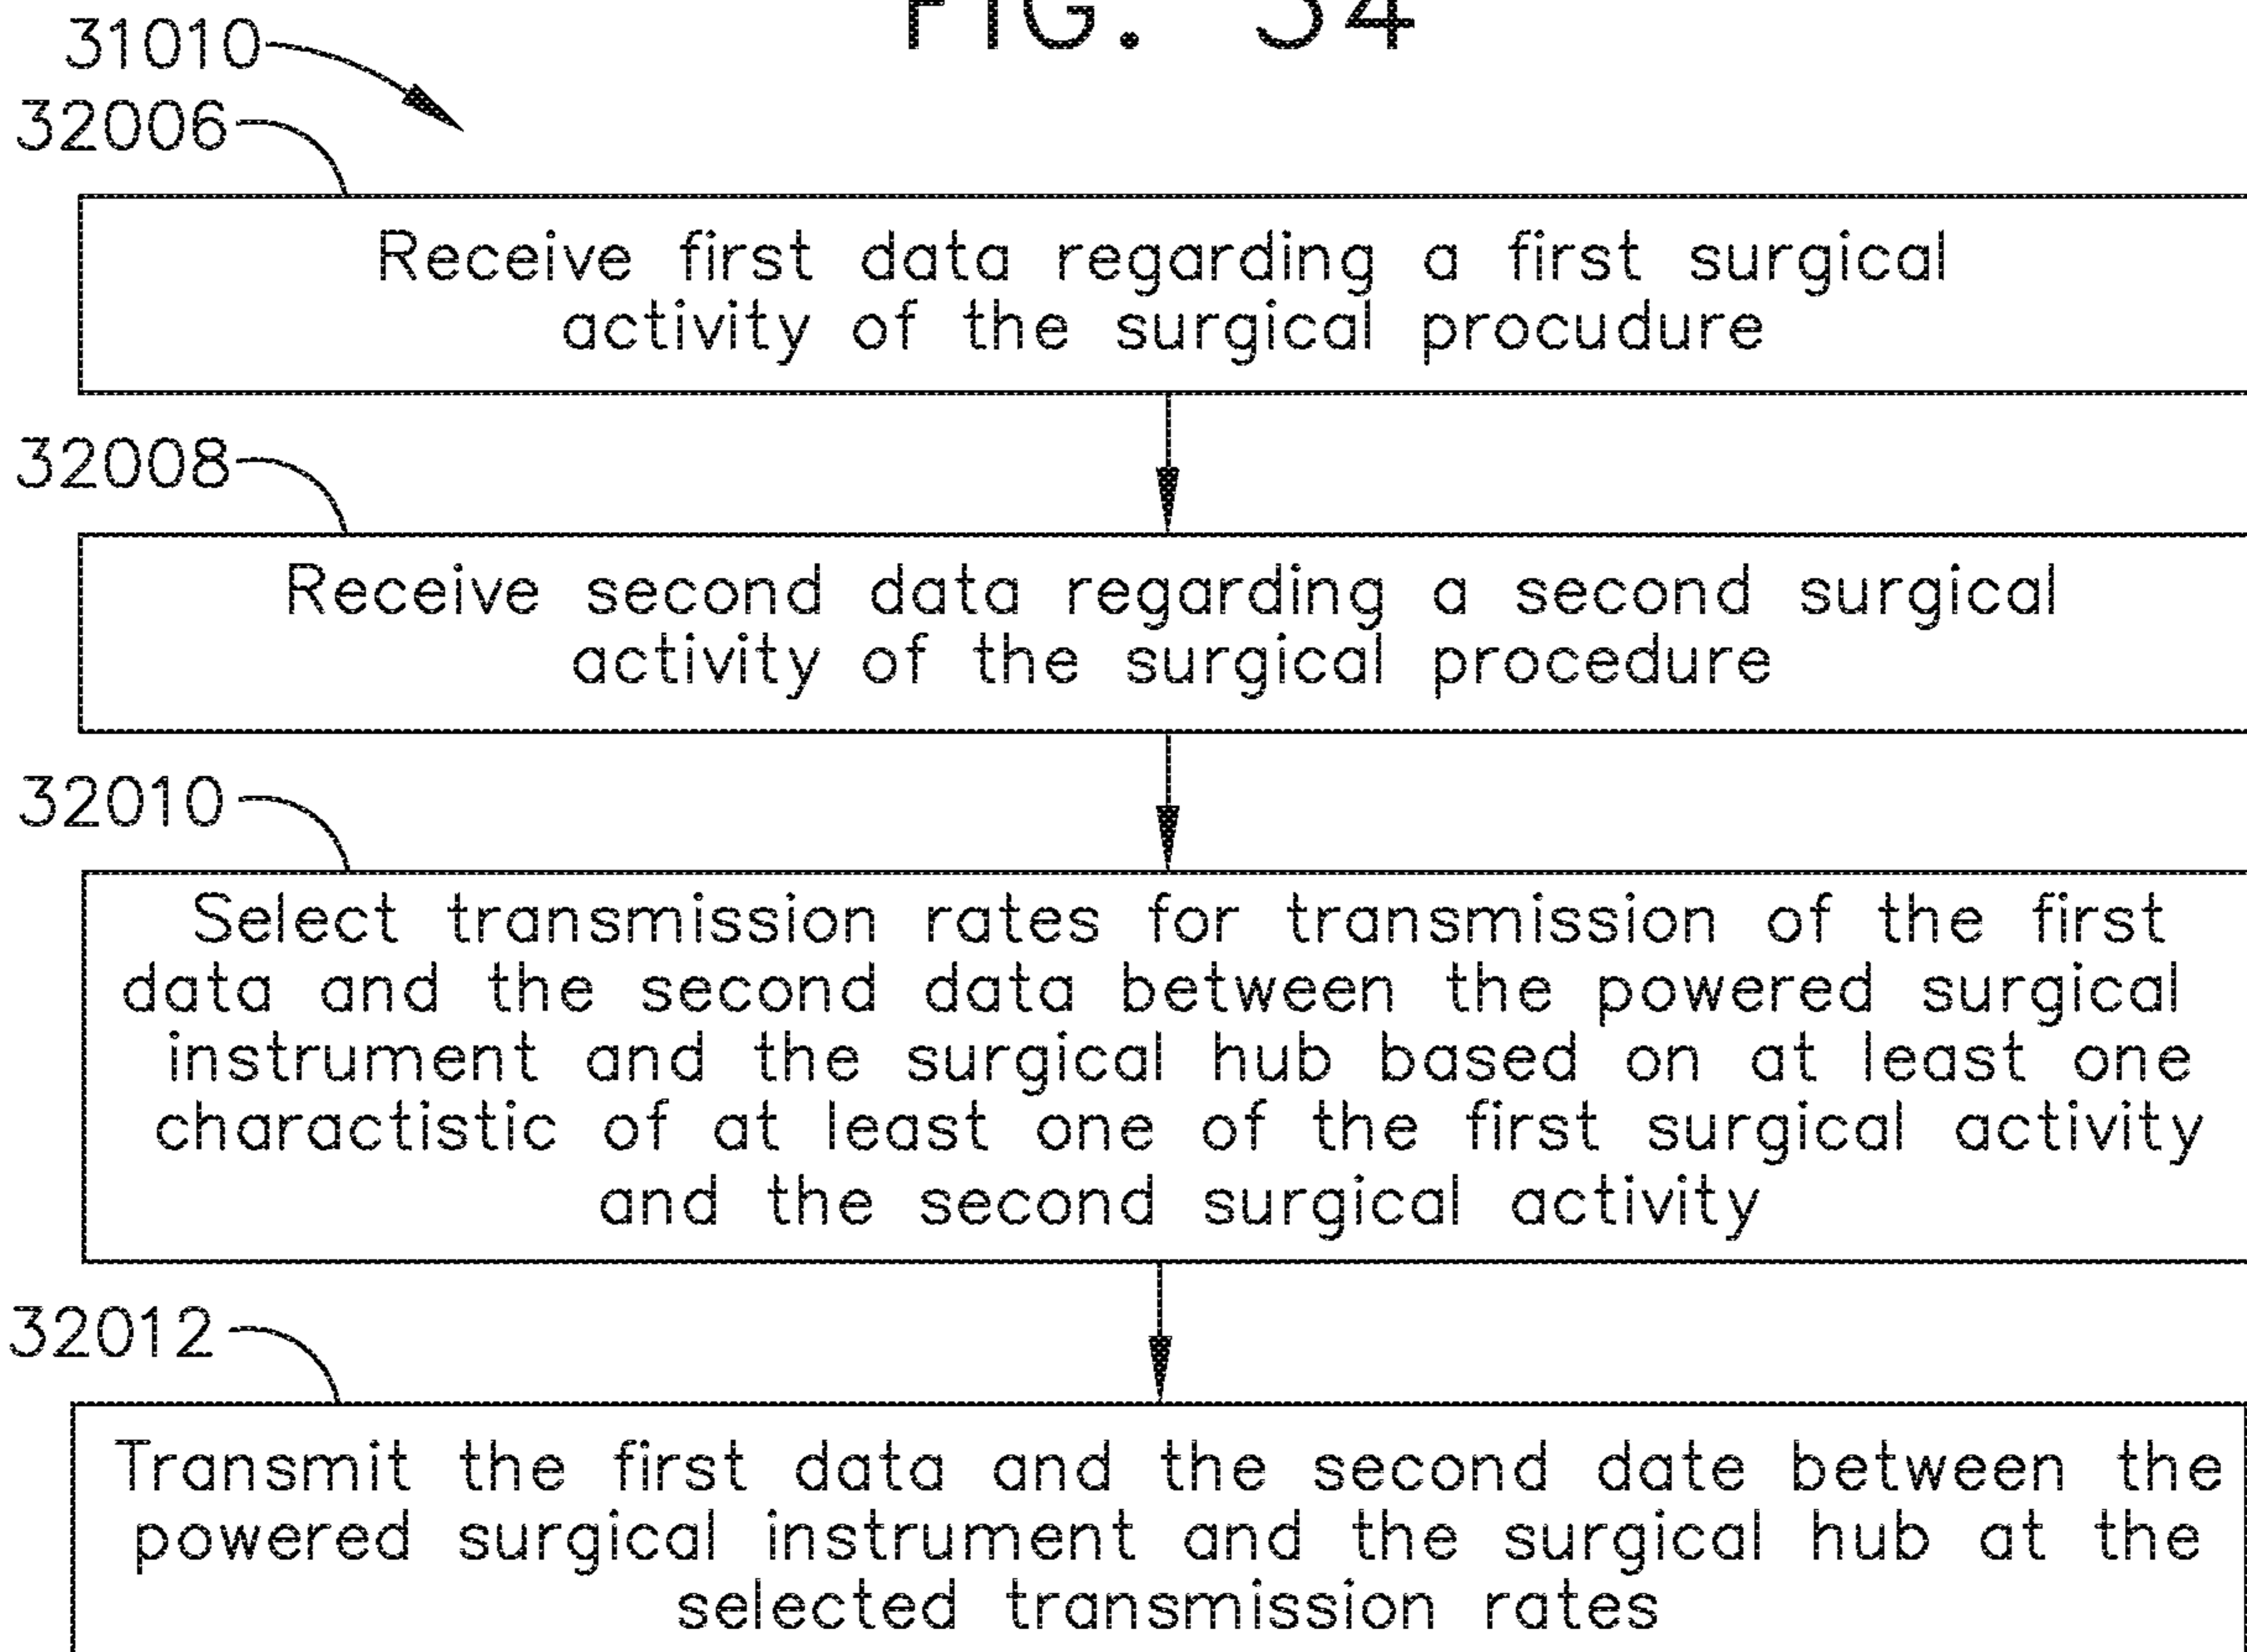 FIG. 34
31010
32006
Receive first data regarding a first surgical
activity of the surgical procudure
32008
Receive second data regarding a second surgical
activity of the surgical procedure
32010
Select transmission rates for transmission of the first
data and the second data between the powered surgical
instrument and the surgical hub based on at least one
charactistic of at least one of the first surgical activity
and the second surgical activity
32012
Transmit the first data and the second date between the
powered surgical instrument and the surgical hub at the
selected transmission rates